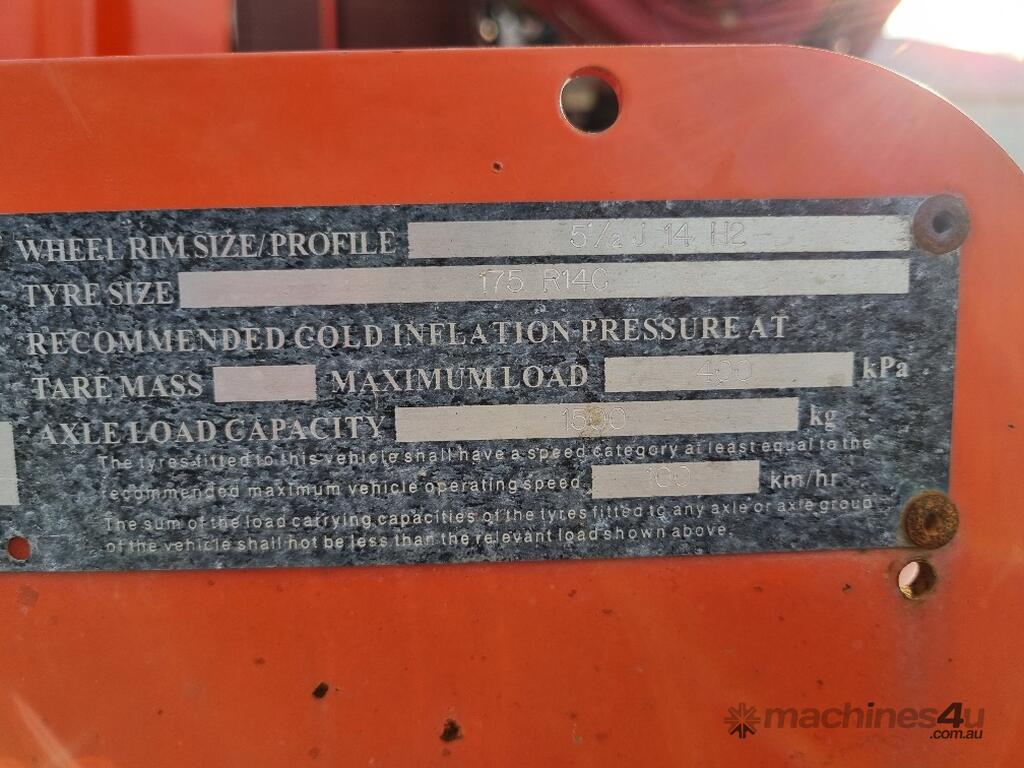 WHEEL RIM SIZE/PROFILE 5½ J 14 H2
TYRE SIZE 175 R14C
RECOMMENDED COLD INFLATION PRESSURE AT
TARE MASS MAXIMUM LOAD 400 kPa
AXLE LOAD CAPACITY 1500 kg
The tyres fitted to this vehicle shall have a speed category at least equal to the
recommended maximum vehicle operating speed 100 km/hr
The sum of the load carrying capacities of the tyres fitted to any axle or axle group
of the vehicle shall not be less than the relevant load shown above.
machines4u
.com.au